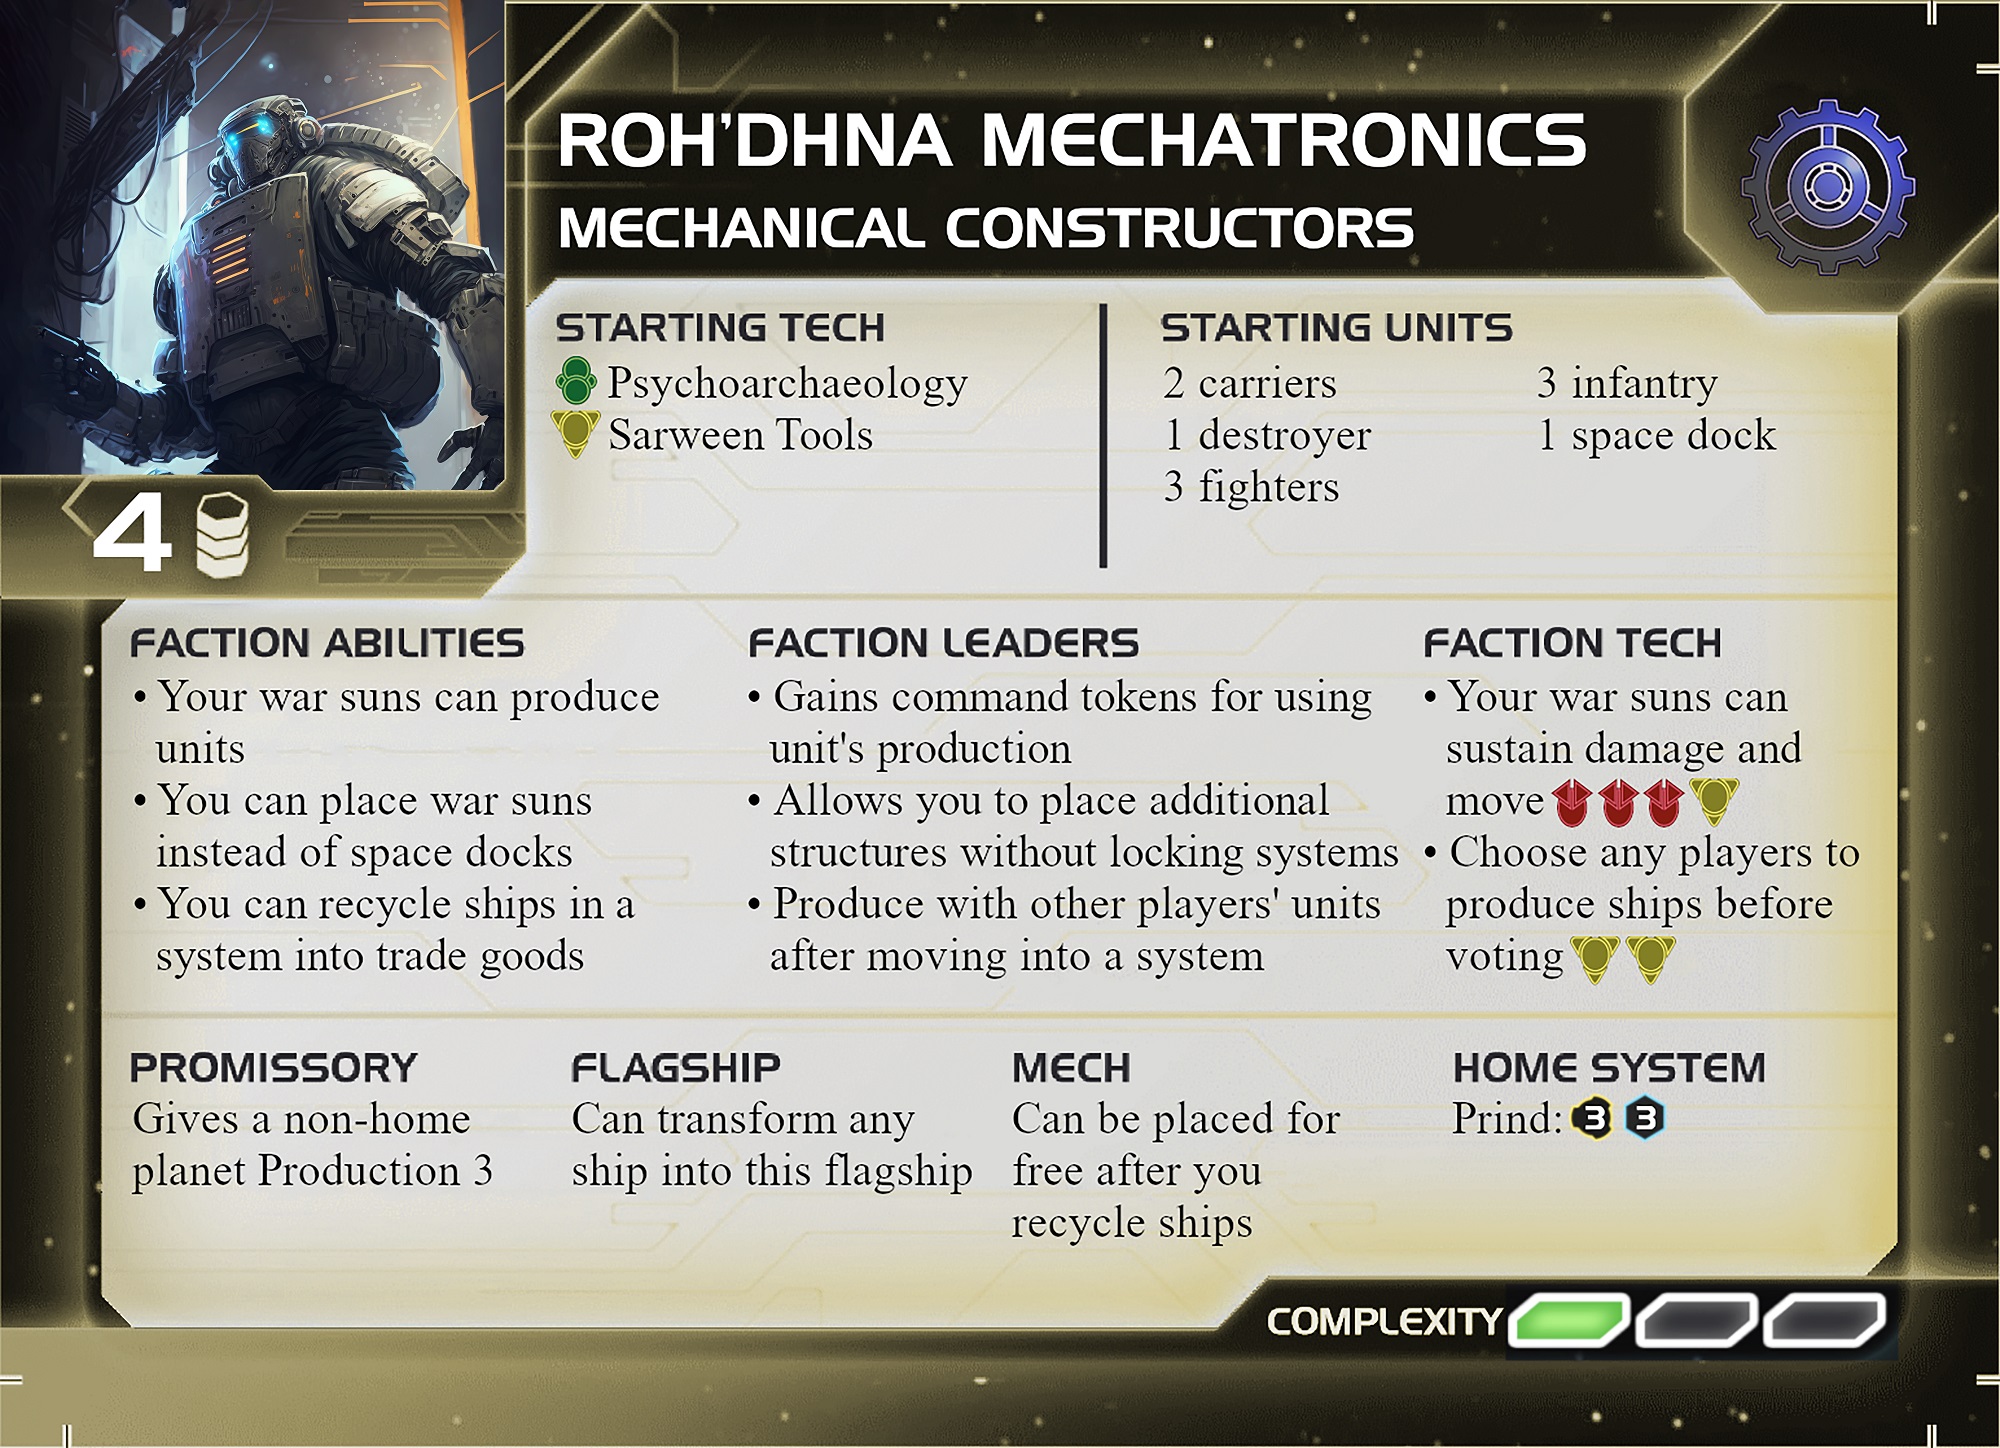 ROH'DHNA MECHATRONICS
MECHANICAL CONSTRUCTORS
STARTING TECH
Psychoarchaeology
Sarween Tools
STARTING UNITS
2 carriers
1 destroyer
3 fighters
3 infantry
1 space dock
4
FACTION ABILITIES
• Your war suns can produce
units
• You can place war suns
instead of space docks
• You can recycle ships in a
system into trade goods
FACTION LEADERS
• Gains command tokens for using
unit's production
• Allows you to place additional
structures without locking systems
• Produce with other players' units
after moving into a system
FACTION TECH
• Your war suns can
sustain damage and
move
• Choose any players to
produce ships before
voting
PROMISSORY
Gives a non-home
planet Production 3
FLAGSHIP
Can transform any
ship into this flagship
MECH
Can be placed for
free after you
recycle ships
HOME SYSTEM
Prind: 3 3
COMPLEXITY